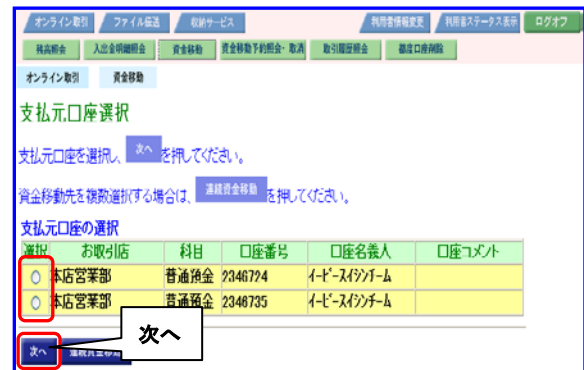 オンライン取引 ファイル伝送 収納サービス 利用者情報変更 利用者ステータス表示 ログオフ
残高照会 入出金明細照会 資金移動 資金移動予約照会・取消 取引履歴照会 都度口座削除
オンライン取引 資金移動
支払元口座選択
支払元口座を選択し、 次へ を押してください。
資金移動先を複数選択する場合は、 連続資金移動 を押してください。
支払元口座の選択
選択 お取引店 科目 口座番号 口座名義人 口座コメント
本店営業部 普通預金 2346724 イービースイシンチーム
本店営業部 普通預金 2346735 イービースイシンチーム
次へ
次へ 連続資金移動